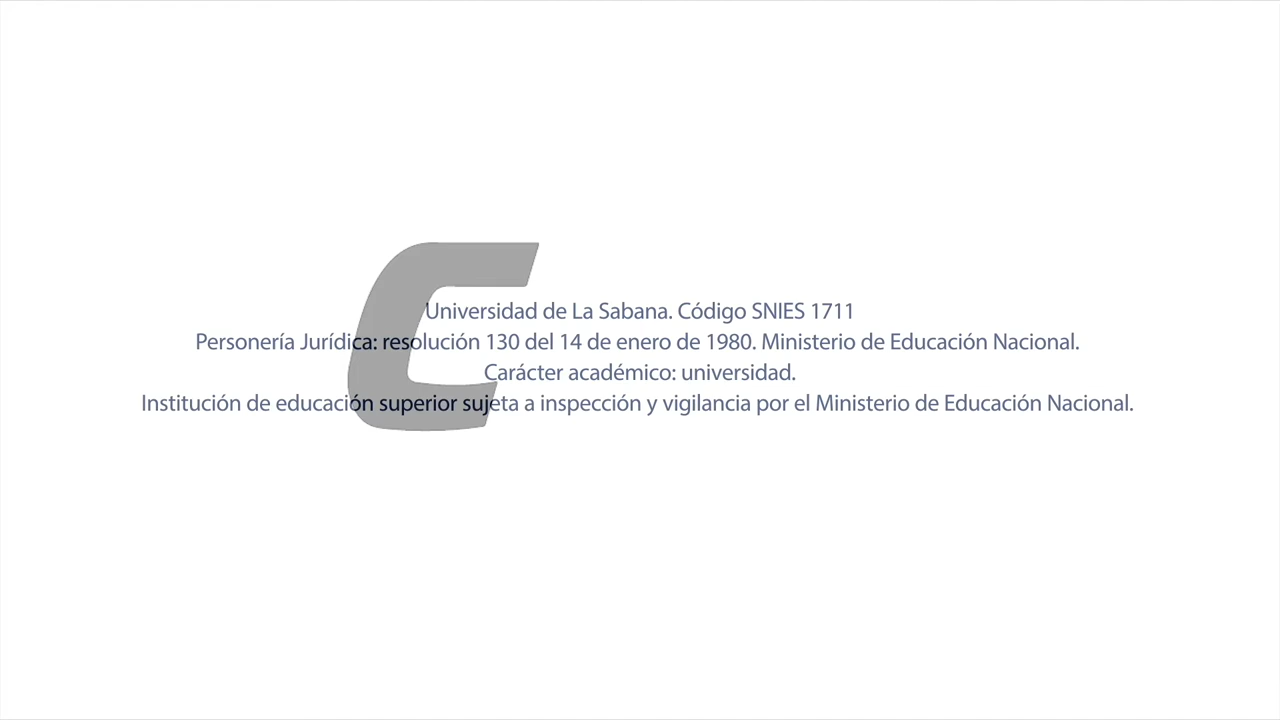 C
Universidad de La Sabana. Código SNIES 1711
Personería Jurídica: resolución 130 del 14 de enero de 1980. Ministerio de Educación Nacional.
Carácter académico: universidad.
Institución de educación superior sujeta a inspección y vigilancia por el Ministerio de Educación Nacional.